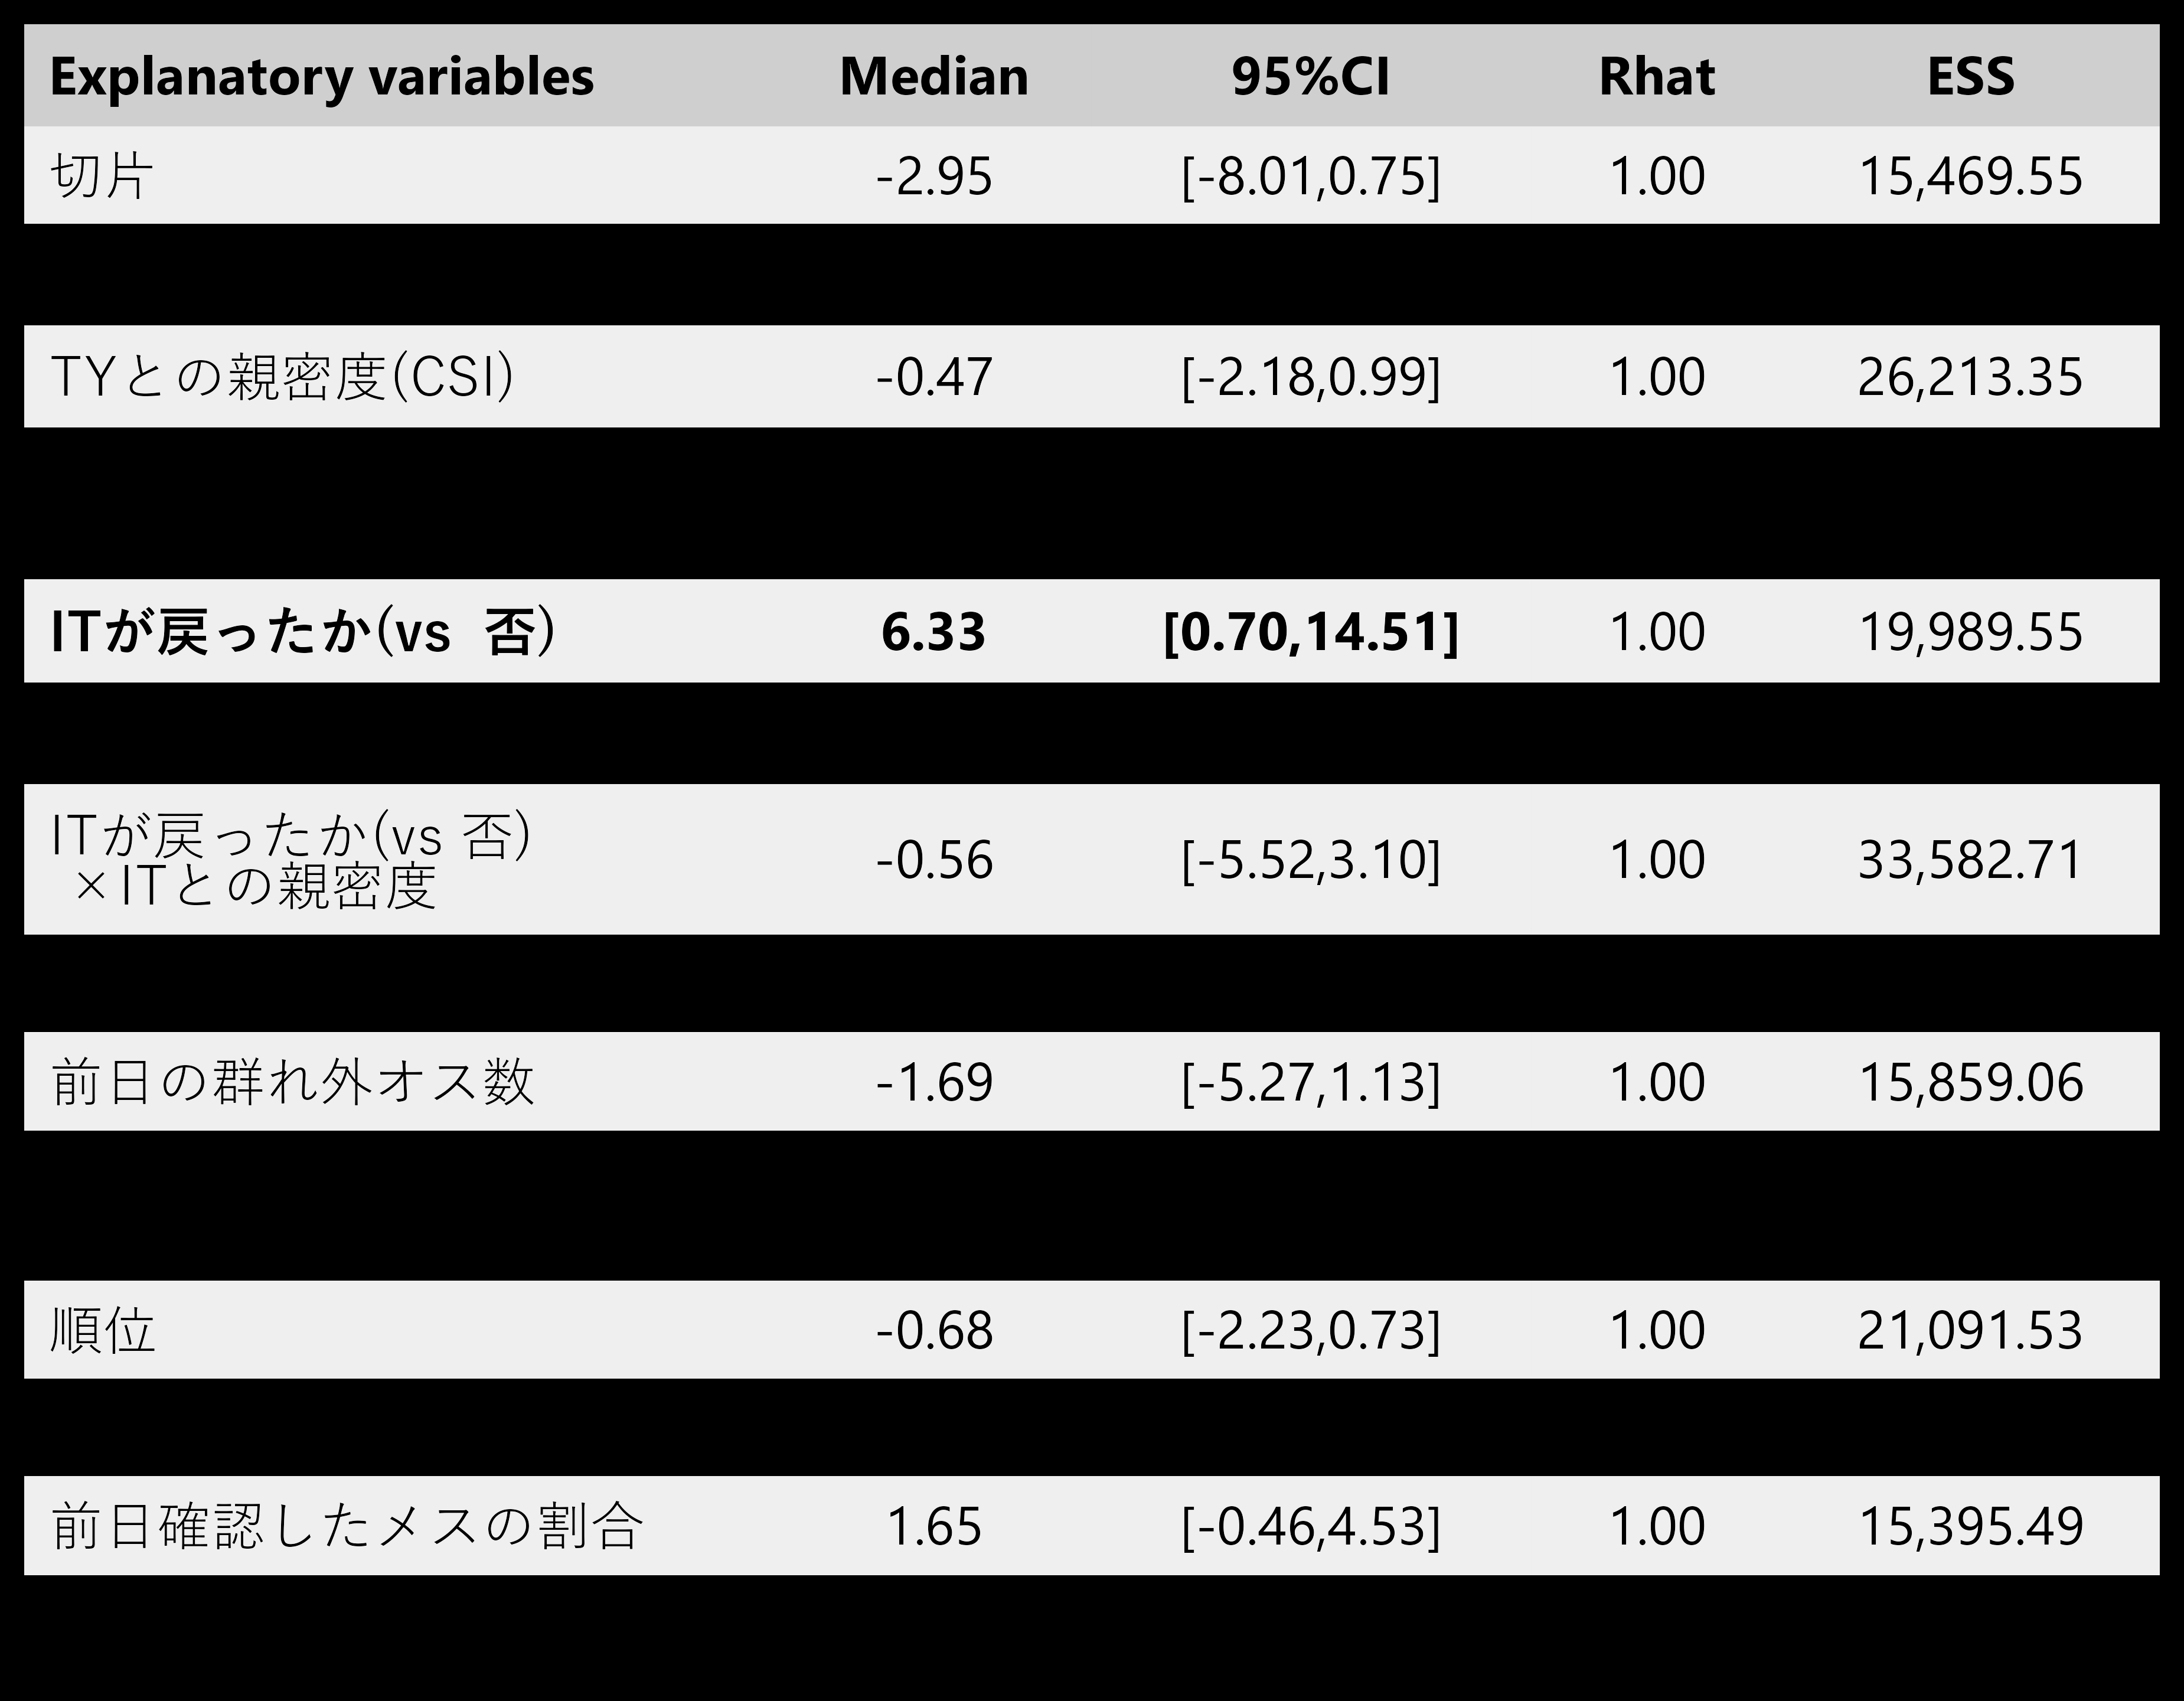 Explanatory variables Median 95%CI Rhat ESS
切片 -2.95 [-8.01,0.75] 1.00 15,469.55
TYとの親密度(CSI) -0.47 [-2.18,0.99] 1.00 26,213.35
ITが戻ったか(vs 否) 6.33 [0.70,14.51] 1.00 19,989.55
ITが戻ったか(vs 否)
×ITとの親密度 -0.56 [-5.52,3.10] 1.00 33,582.71
前日の群れ外オス数 -1.69 [-5.27,1.13] 1.00 15,859.06
順位 -0.68 [-2.23,0.73] 1.00 21,091.53
前日確認したメスの割合 1.65 [-0.46,4.53] 1.00 15,395.49